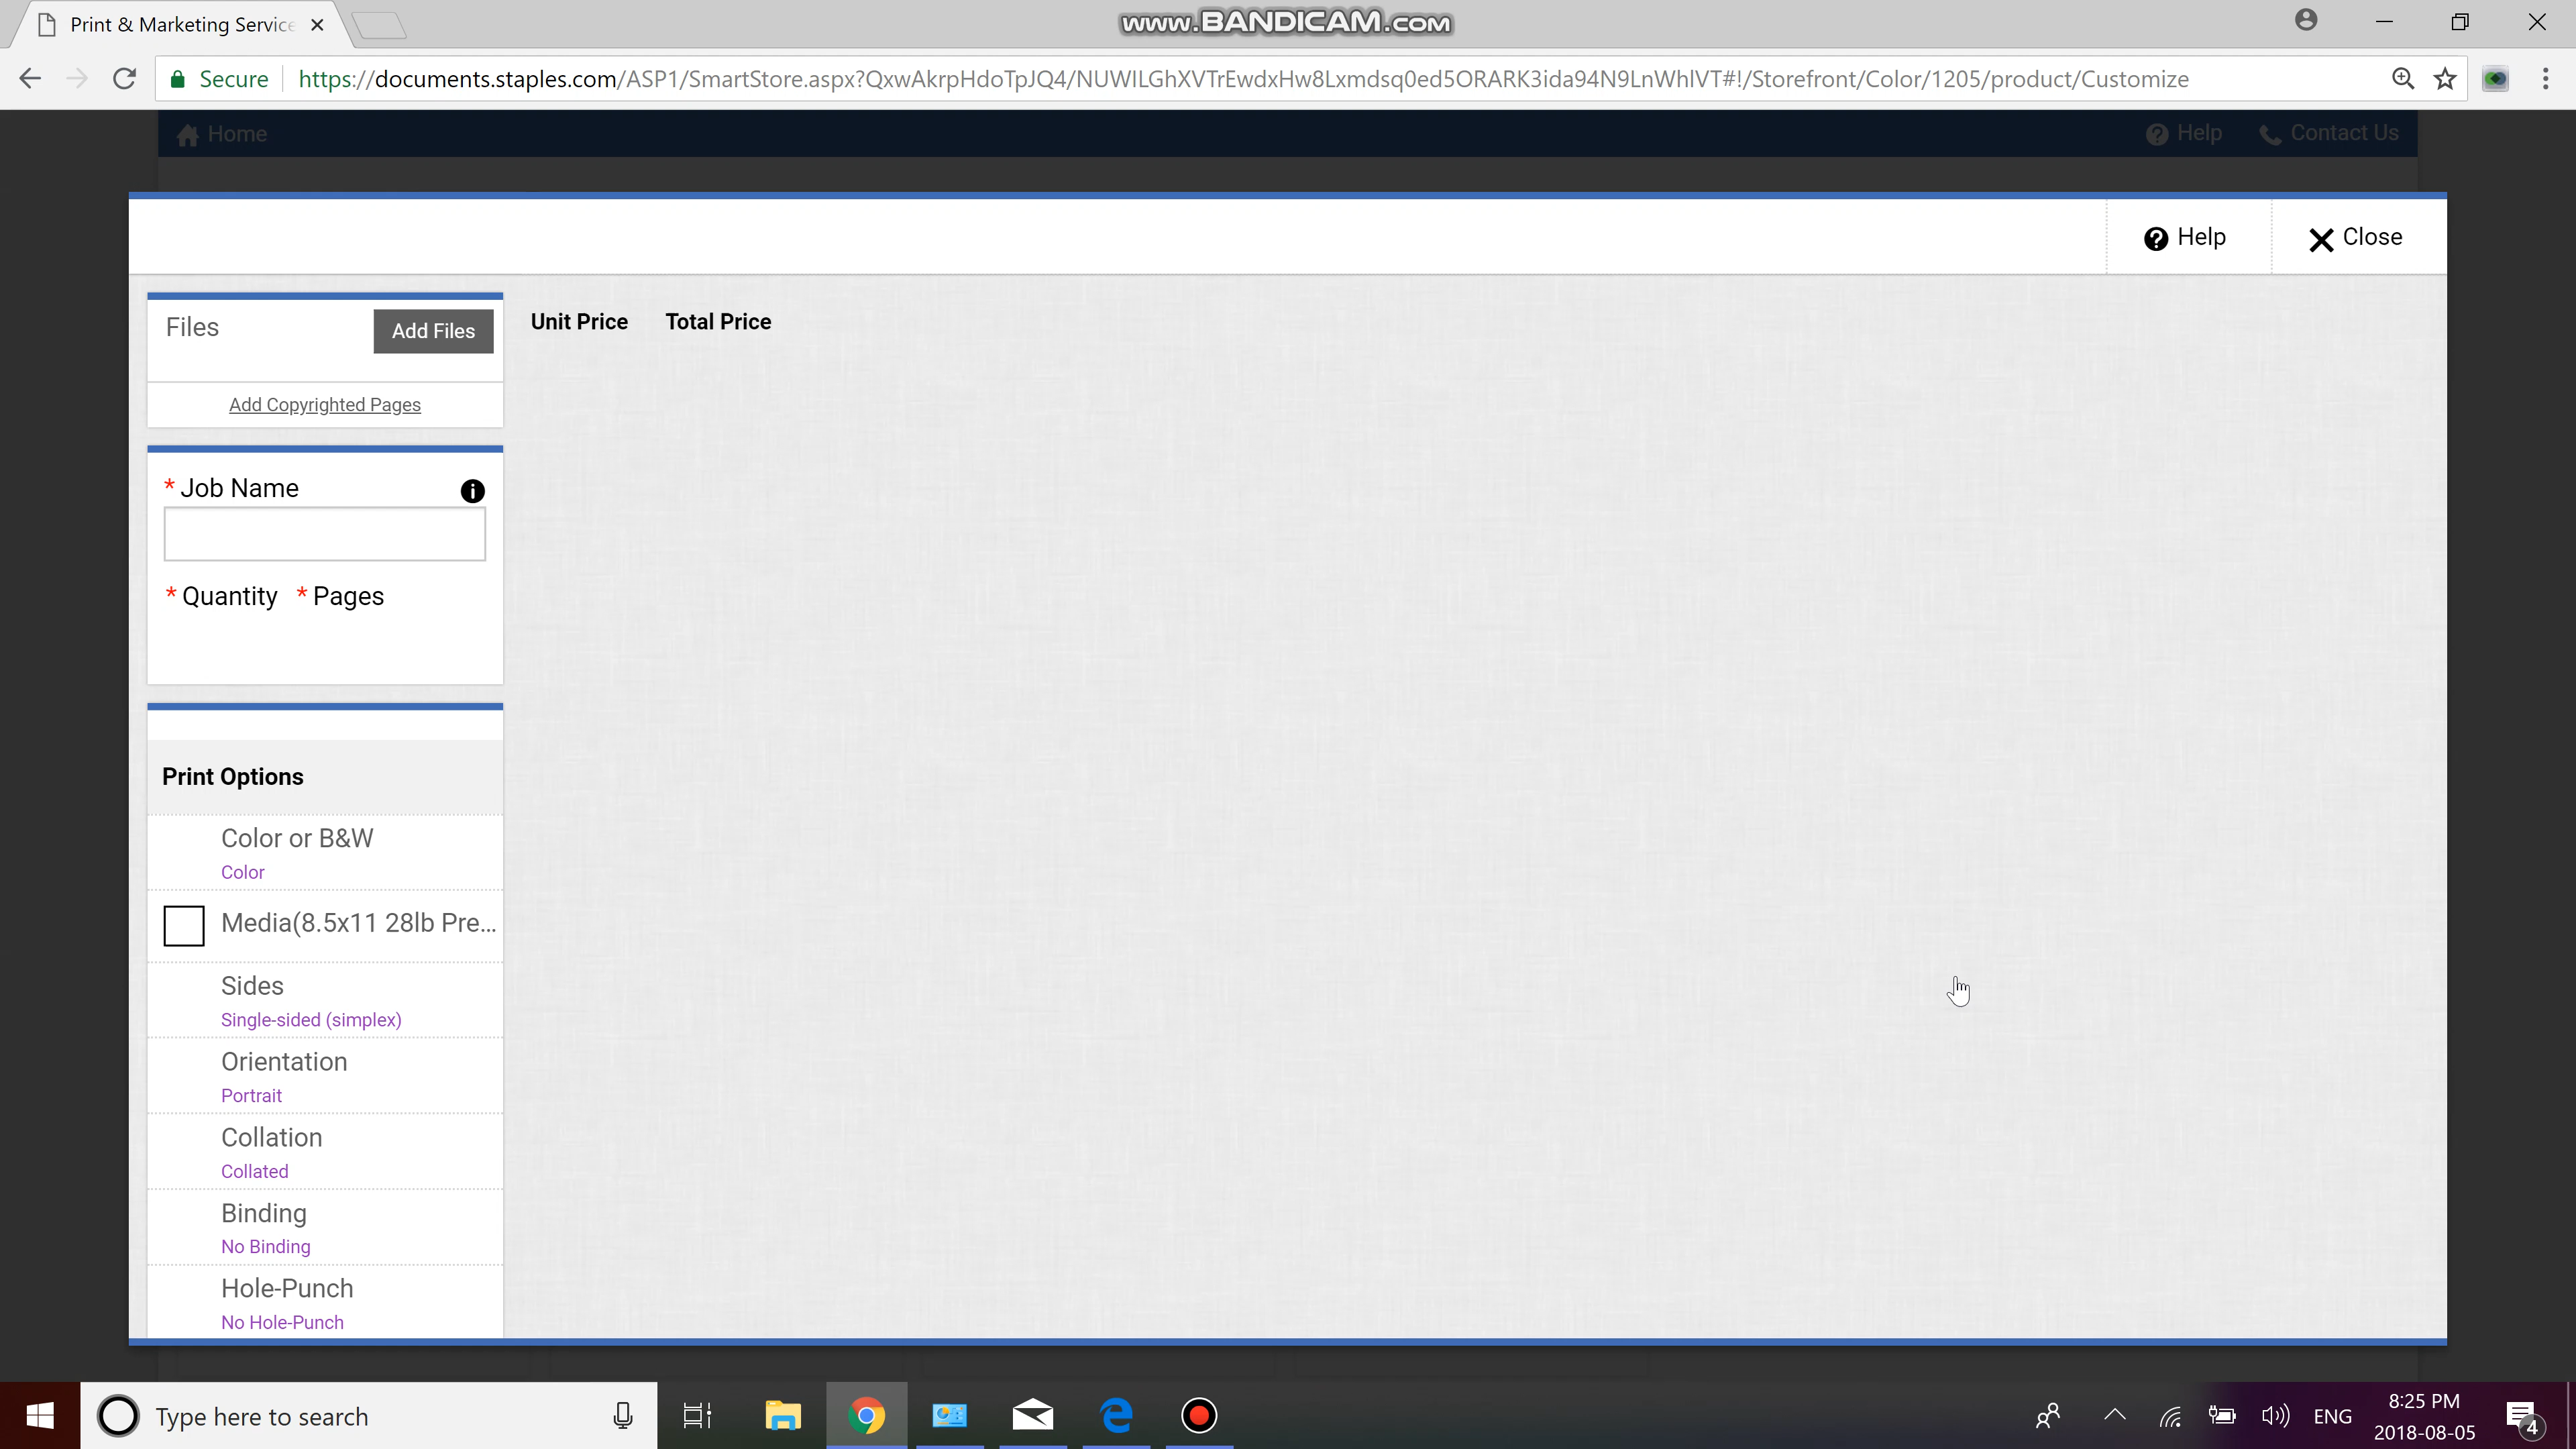 Print & Marketing Service
www.BANDICAM.com
Secure
https://documents.staples.com/ASP1/SmartStore.aspx?QxwAkrpHdoTpJQ4/NUWILGhXVTrEwdxHw8Lxmdsq0ed5ORARK3ida94N9LnWhlVT#!/Storefront/Color/1205/product/Customize
Home
Help
Contact Us
Help
Close
Files
Add Files
Unit Price
Total Price
Add Copyrighted Pages
* Job Name
* Quantity * Pages
Print Options
Color or B&W
Color
Media(8.5x11 28lb Pre...
Sides
Single-sided (simplex)
Orientation
Portrait
Collation
Collated
Binding
No Binding
Hole-Punch
No Hole-Punch
Type here to search
ENG
8:25 PM
2018-08-05
4